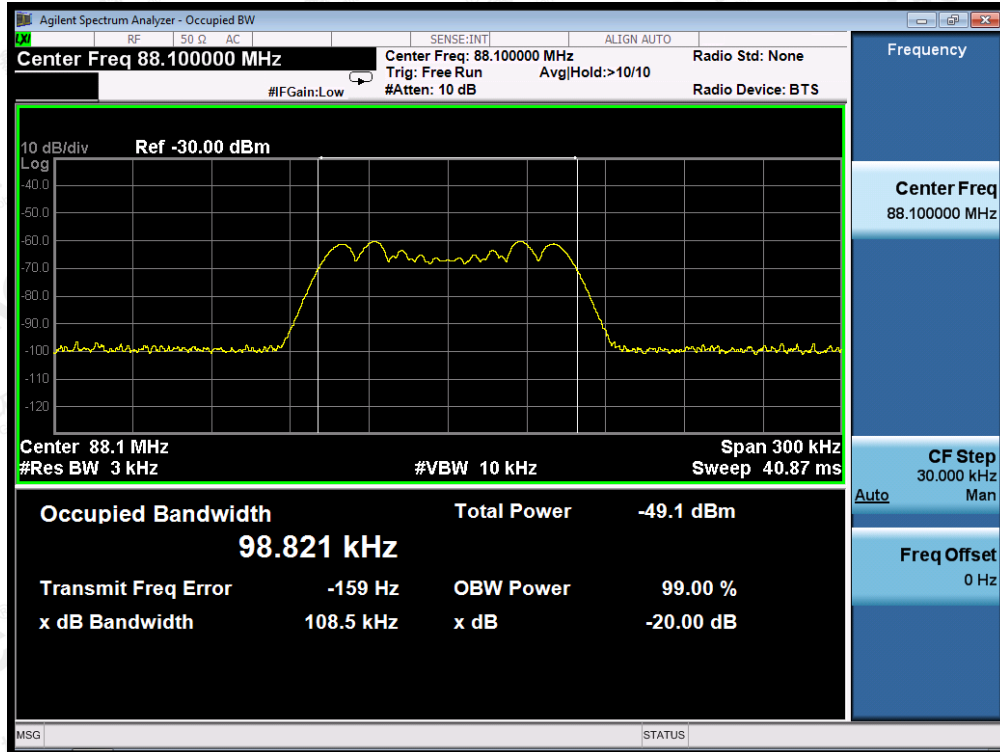 Agilent Spectrum Analyzer - Occupied BW
LXI RF 50 Ω AC SENSE:INT ALIGN AUTO
Center Freq 88.100000 MHz
#IFGain:Low
Center Freq: 88.100000 MHz
Trig: Free Run Avg|Hold:>10/10
#Atten: 10 dB
Radio Std: None
Radio Device: BTS
10 dB/div Ref -30.00 dBm
Log
-40.0
-50.0
-60.0
-70.0
-80.0
-90.0
-100
-110
-120
Center 88.1 MHz Span 300 kHz
#Res BW 3 kHz #VBW 10 kHz Sweep 40.87 ms
Occupied Bandwidth Total Power -49.1 dBm
98.821 kHz
Transmit Freq Error -159 Hz OBW Power 99.00 %
x dB Bandwidth 108.5 kHz x dB -20.00 dB
MSG STATUS
Frequency
Center Freq
88.100000 MHz
CF Step
30.000 kHz
Auto Man
Freq Offset
0 Hz